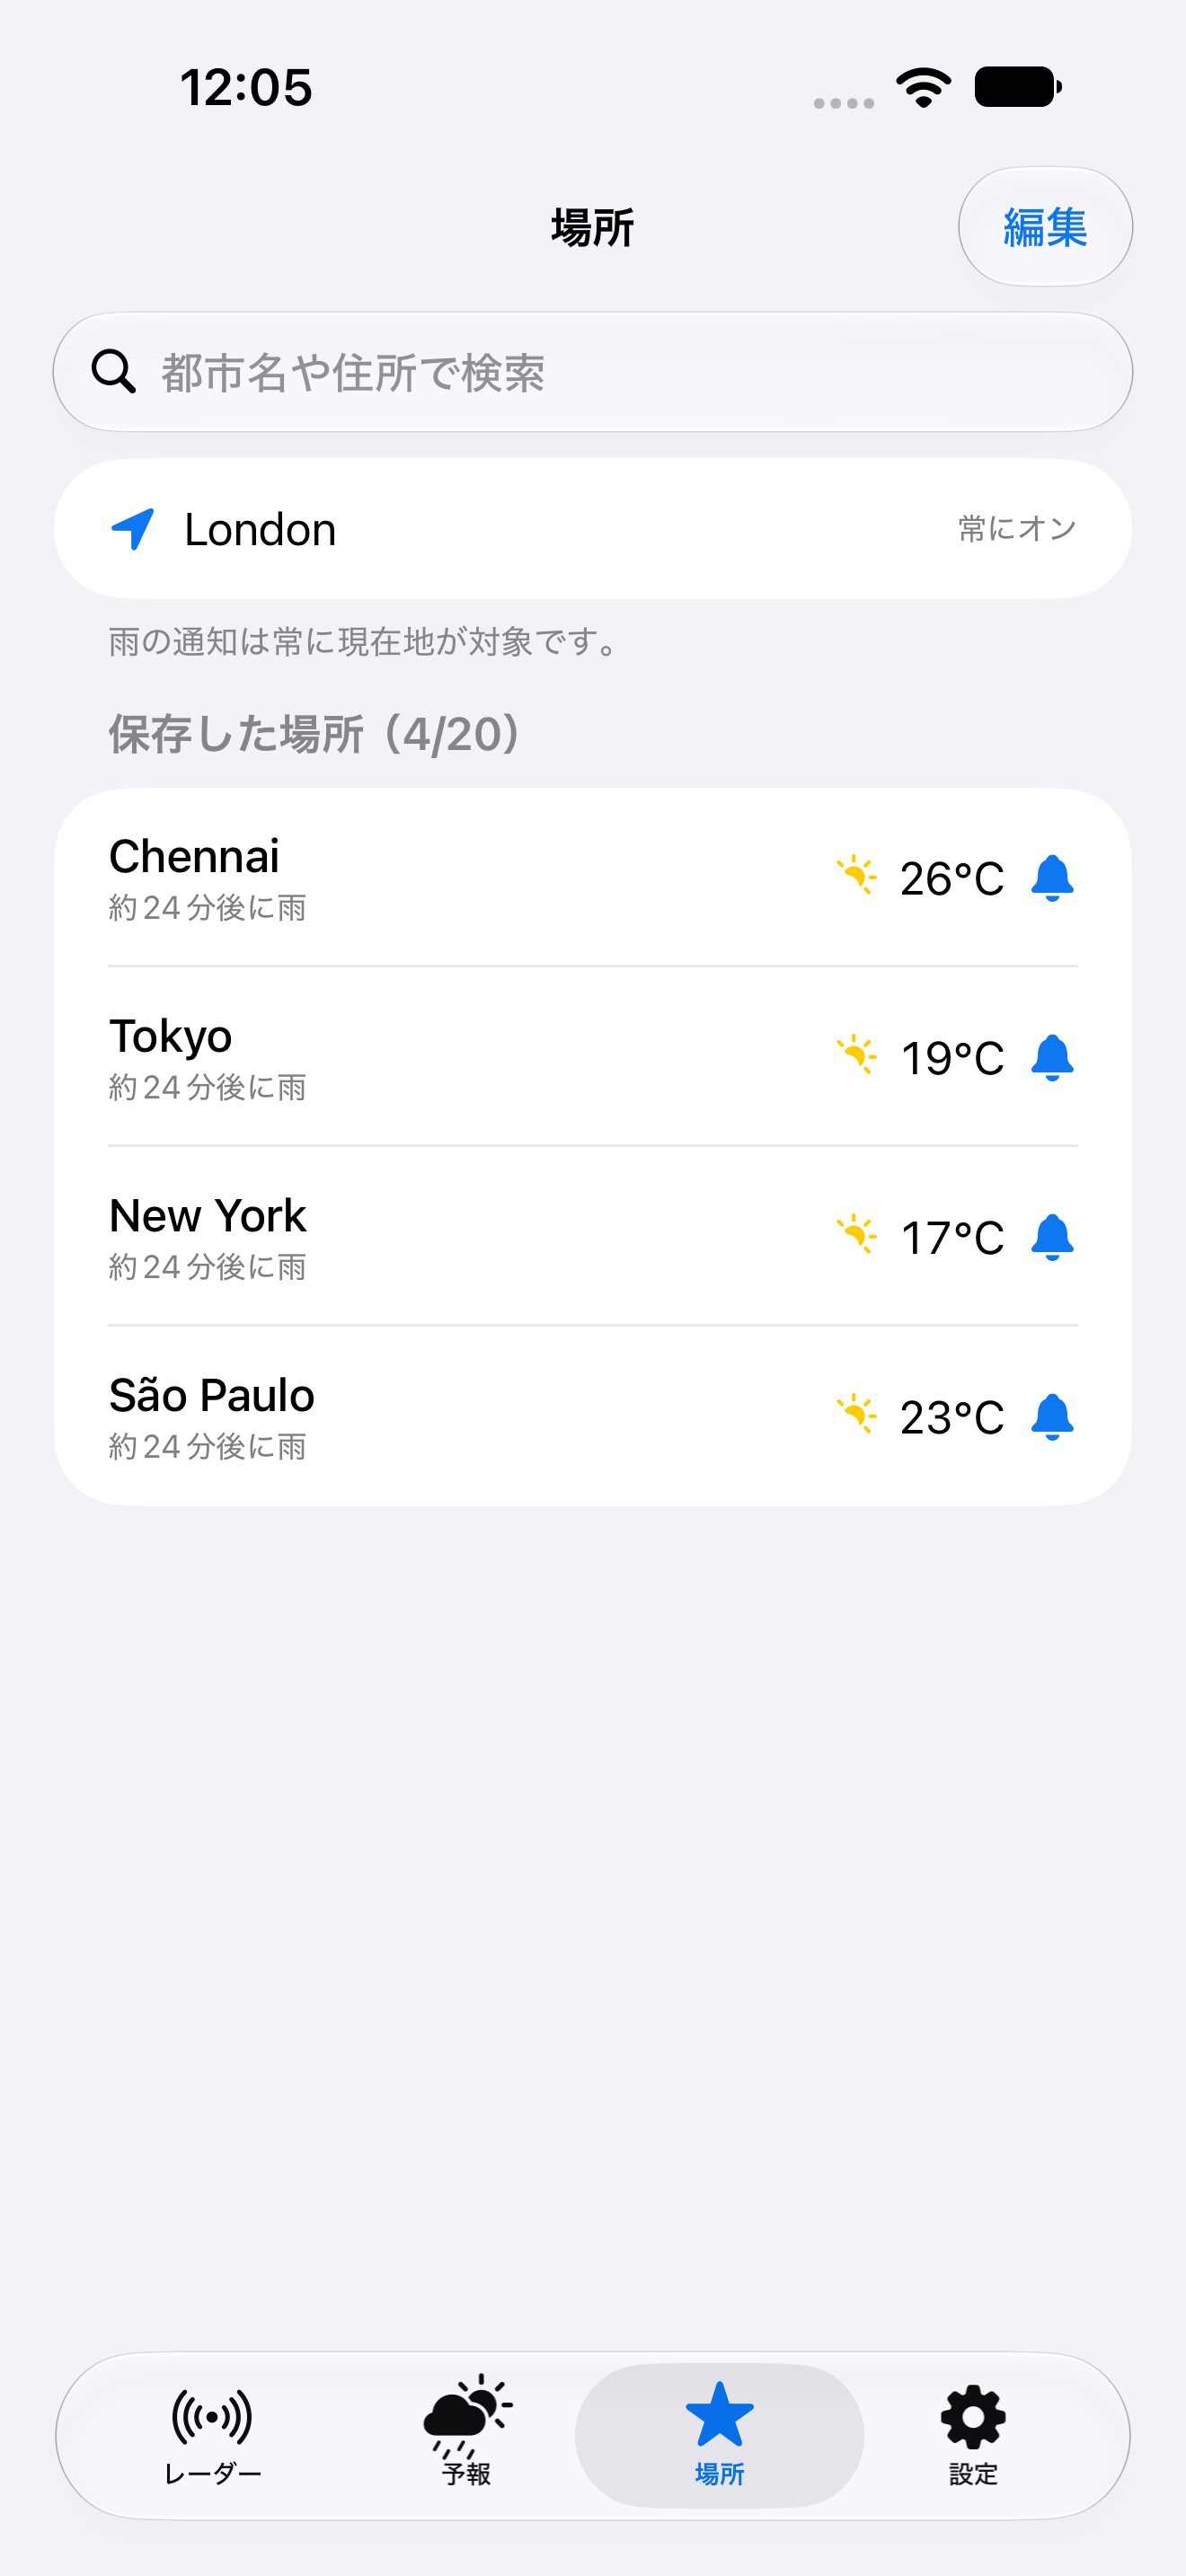 12:05
場所
編集
都市名や住所で検索
London
常にオン
雨の通知は常に現在地が対象です。
保存した場所（4/20）
Chennai
約 24 分後に雨
26°C
Tokyo
約 24 分後に雨
19°C
New York
約 24 分後に雨
17°C
São Paulo
約 24 分後に雨
23°C
レーダー
予報
場所
設定